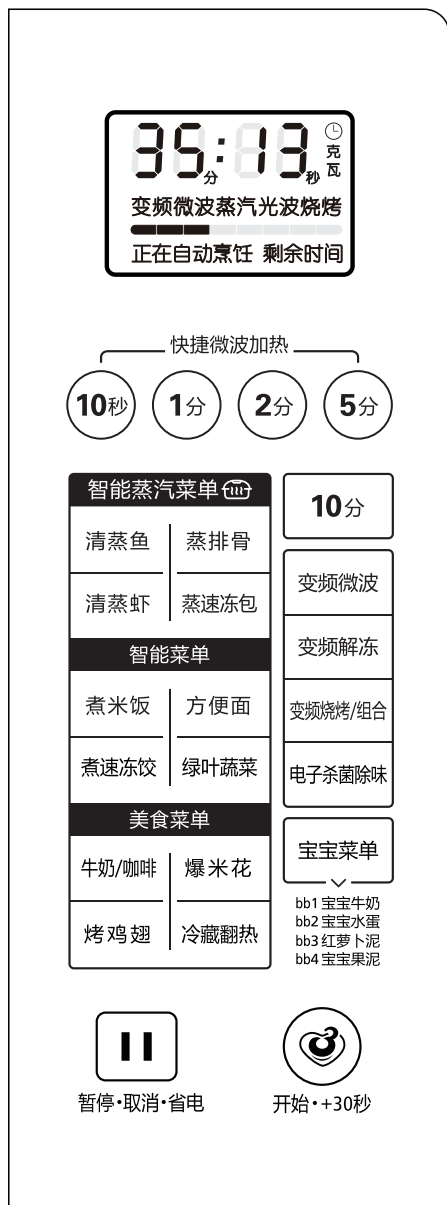 35:13
分 秒
克
瓦
变频微波蒸汽光波烧烤
正在自动烹饪 剩余时间
快捷微波加热
10秒 1分 2分 5分
智能蒸汽菜单
清蒸鱼 蒸排骨
清蒸虾 蒸速冻包
智能菜单
煮米饭 方便面
煮速冻饺 绿叶蔬菜
美食菜单
牛奶/咖啡 爆米花
烤鸡翅 冷藏翻热
10分
变频微波
变频解冻
变频烧烤/组合
电子杀菌除味
宝宝菜单
bb1 宝宝牛奶
bb2 宝宝水蛋
bb3 红萝卜泥
bb4 宝宝果泥
暂停·取消·省电
开始·+30秒